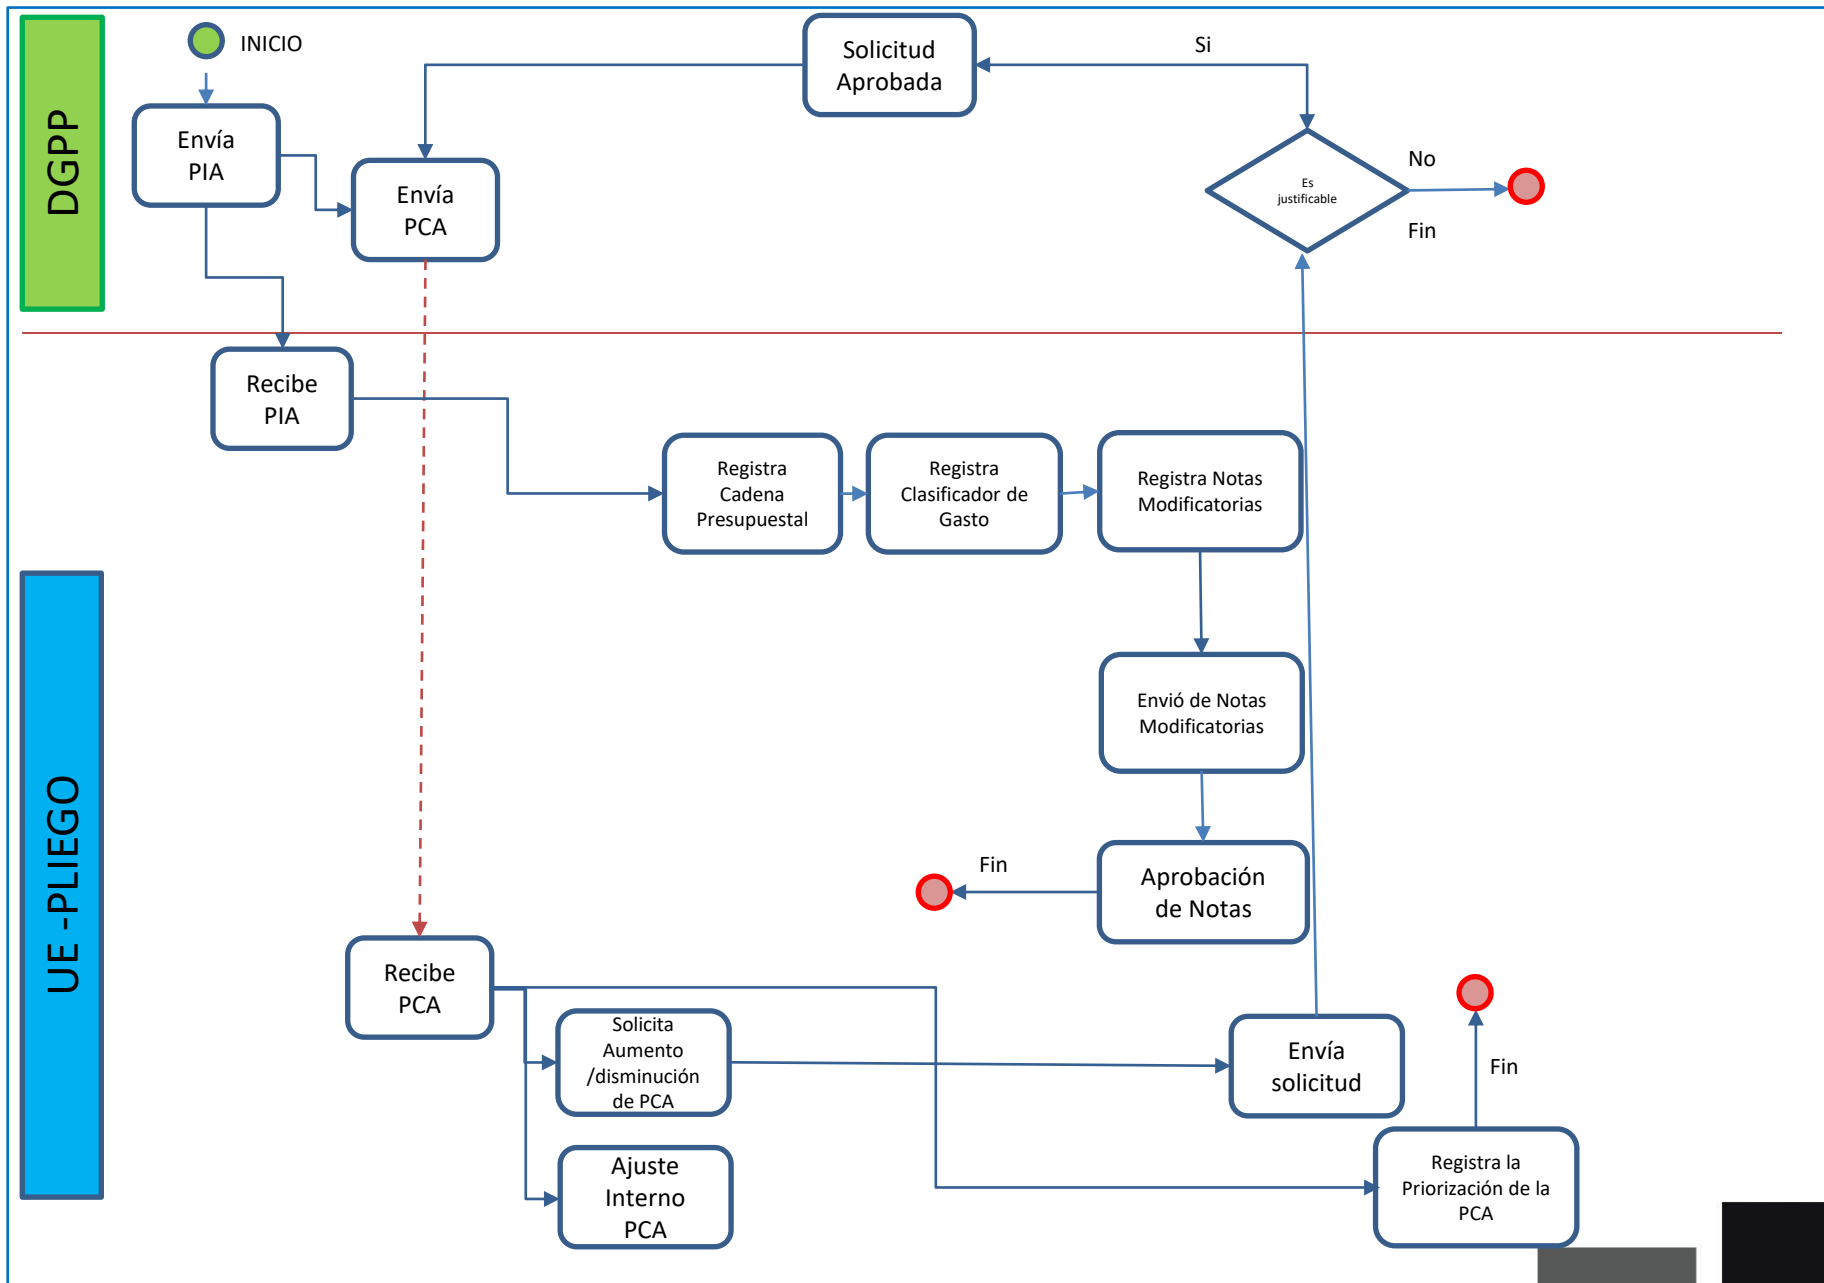 DGPP
INICIO
Envía
PIA
Envía
PCA
Solicitud
Aprobada
Si
Es
justificable
No
Fin
UE -PLIEGO
Recibe
PIA
Registra
Cadena
Presupuestal
Registra
Clasificador de
Gasto
Registra Notas
Modificatorias
Envió de Notas
Modificatorias
Aprobación
de Notas
Fin
Recibe
PCA
Solicita
Aumento
/disminución
de PCA
Envía
solicitud
Fin
Ajuste
Interno
PCA
Registra la
Priorización de la
PCA